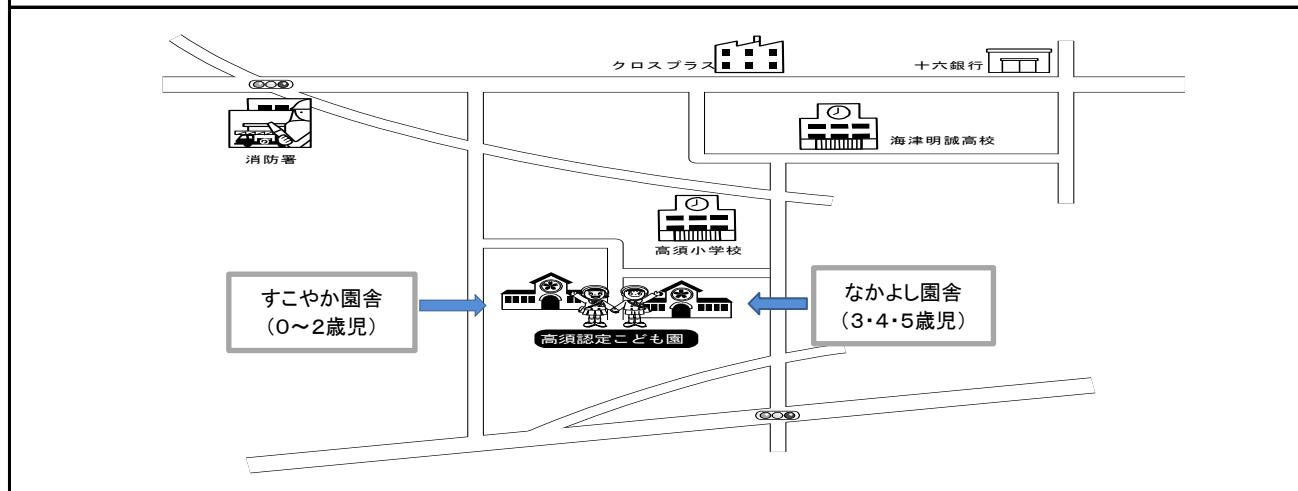 クロスプラス
十六銀行
海津明誠高校
消防署
高須小学校
すこやか園舎
（０～２歳児）
なかよし園舎
（３・４・５歳児）
高須認定こども園